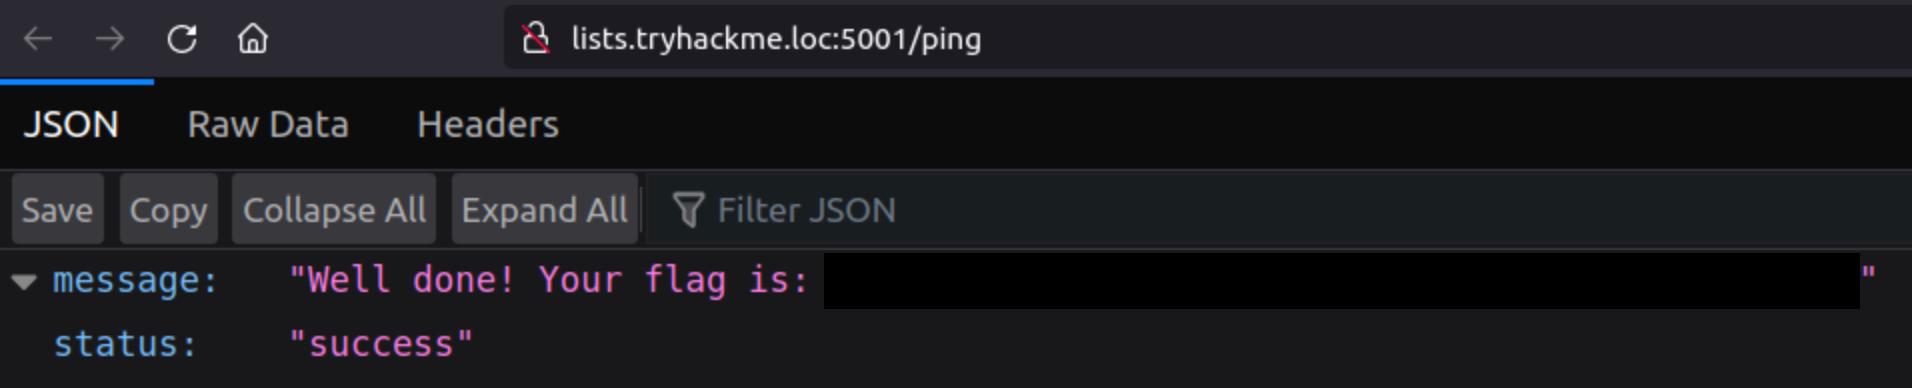 lists.tryhackme.loc:5001/ping
JSON Raw Data Headers
Save Copy Collapse All Expand All Filter JSON
message: "Well done! Your flag is: "
status: "success"